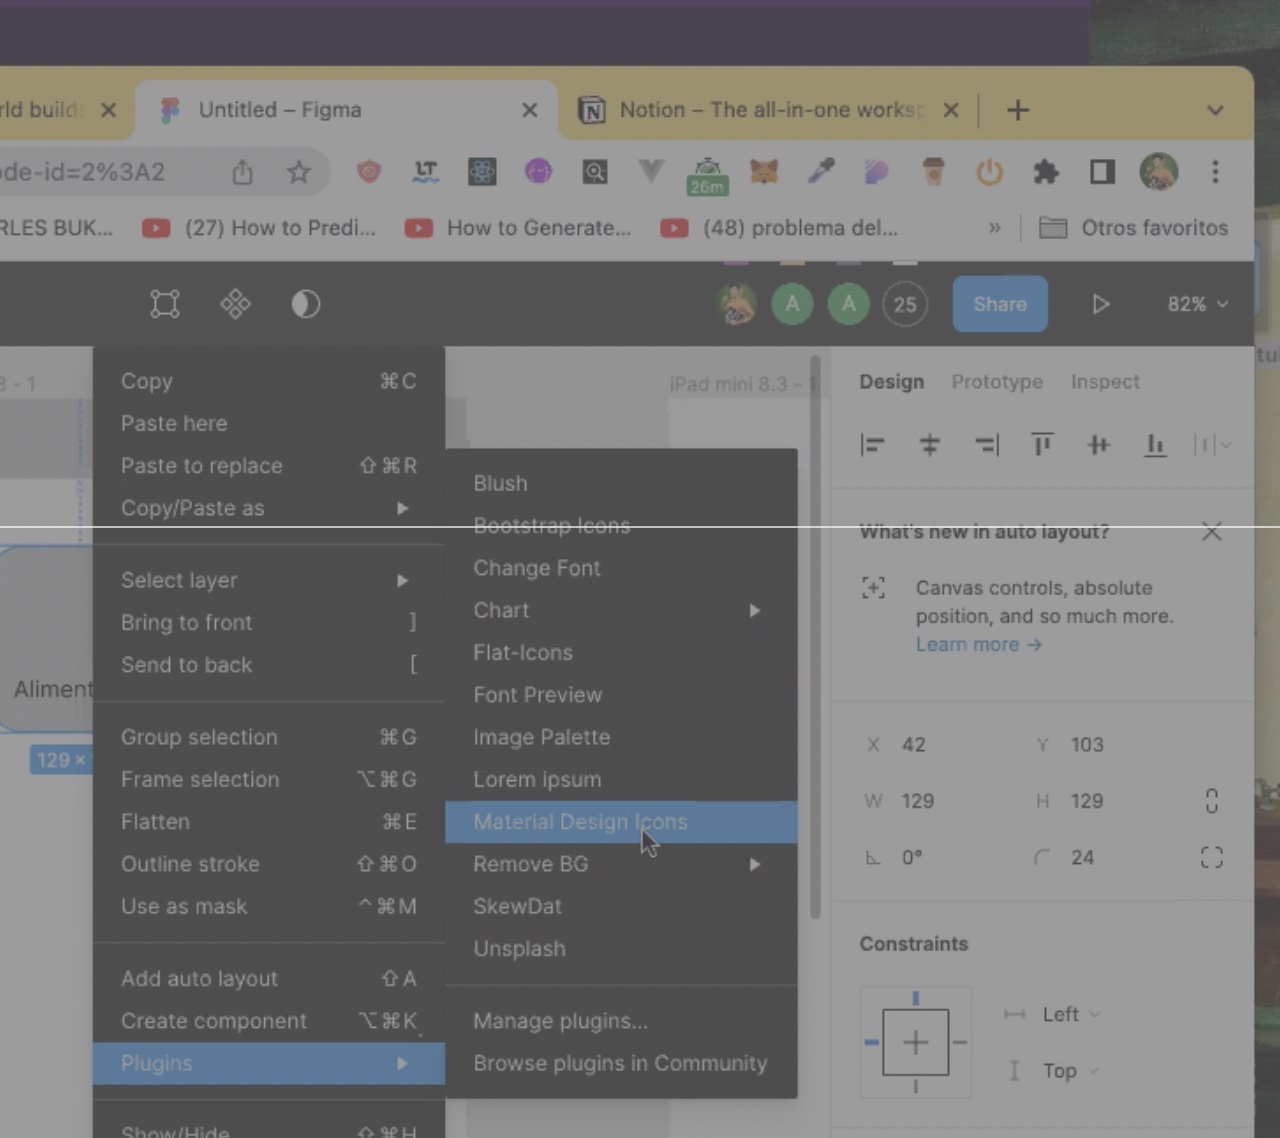 rld builds
Untitled – Figma
Notion – The all-in-one worksp
ode-id=2%3A2
LT
26m
RLES BUK...
(27) How to Predi...
How to Generate...
(48) problema del...
»
Otros favoritos
A
A
25
Share
82%
8 - 1
iPad mini 8.3 - 1
Copy ⌘C
Paste here
Paste to replace ⇧⌘R
Copy/Paste as
Select layer
Bring to front ]
Send to back [
Group selection ⌘G
Frame selection ⌥⌘G
Flatten ⌘E
Outline stroke ⇧⌘O
Use as mask ^⌘M
Add auto layout ⇧A
Create component ⌥⌘K
Plugins
Show/Hide ⇧⌘H
Blush
Bootstrap Icons
Change Font
Chart
Flat-Icons
Font Preview
Image Palette
Lorem ipsum
Material Design Icons
Remove BG
SkewDat
Unsplash
Manage plugins...
Browse plugins in Community
Aliment
129 ×
Design Prototype Inspect
What's new in auto layout?
Canvas controls, absolute
position, and so much more.
Learn more →
X 42 Y 103
W 129 H 129
0° 24
Constraints
Left
Top
tu